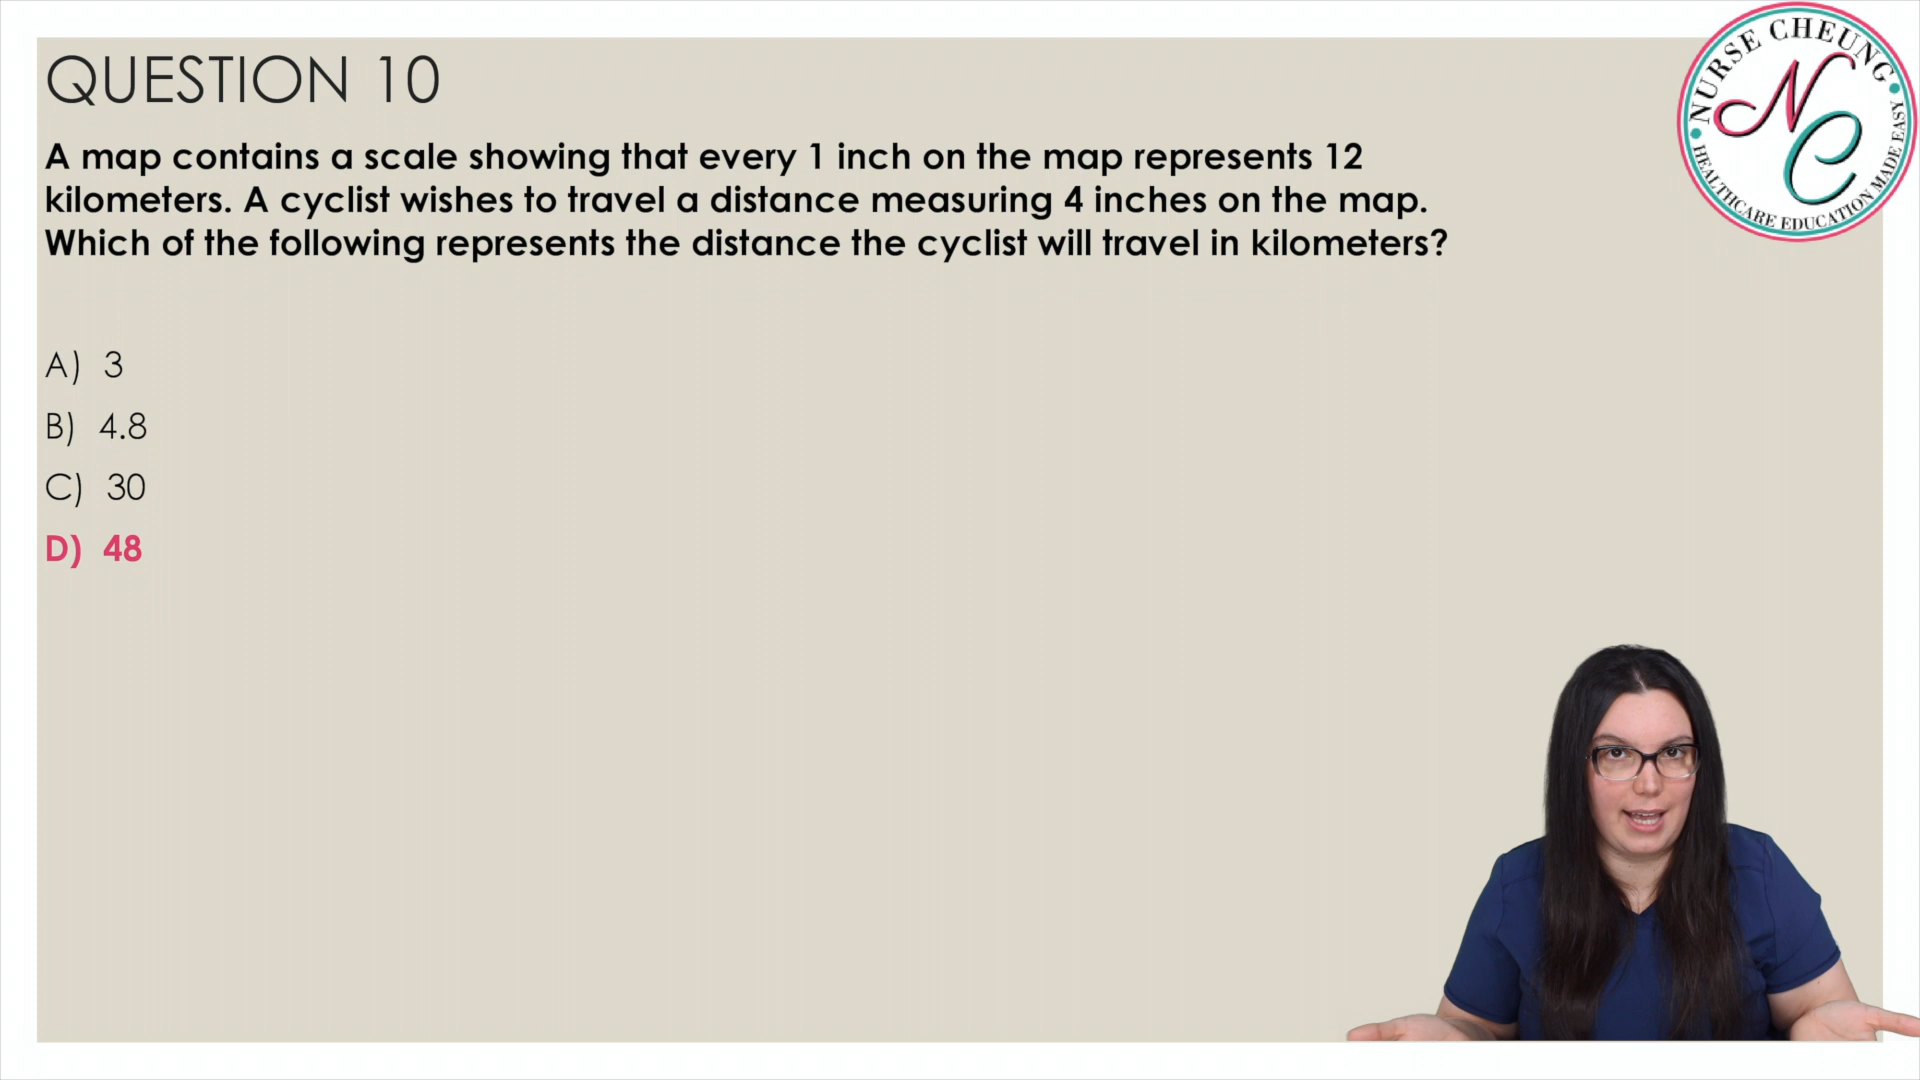 QUESTION 10
A map contains a scale showing that every 1 inch on the map represents 12
kilometers. A cyclist wishes to travel a distance measuring 4 inches on the map.
Which of the following represents the distance the cyclist will travel in kilometers?
A) 3
B) 4.8
C) 30
D) 48
NURSE CHEUNG
NC
HEALTHCARE EDUCATION MADE EASY